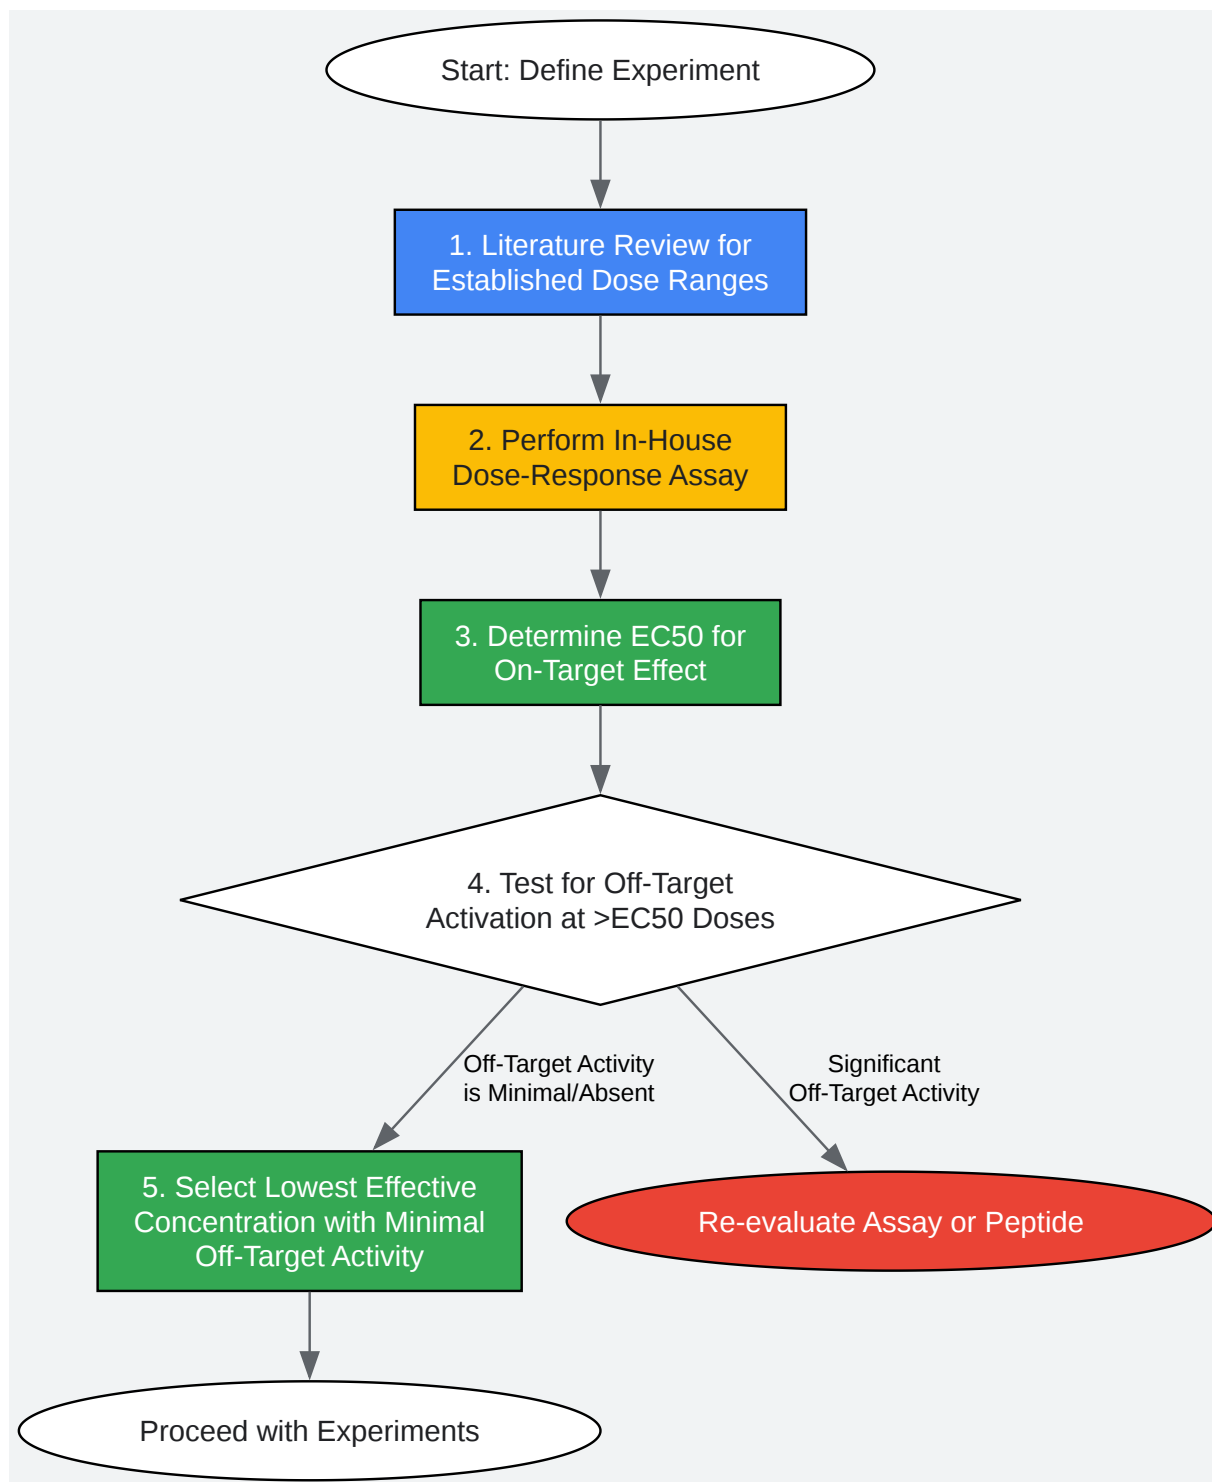 Start: Define Experiment
1. Literature Review for
Established Dose Ranges
2. Perform In-House
Dose-Response Assay
3. Determine EC50 for
On-Target Effect
4. Test for Off-Target
Activation at >EC50 Doses
Off-Target Activity
is Minimal/Absent
Significant
Off-Target Activity
5. Select Lowest Effective
Concentration with Minimal
Off-Target Activity
Re-evaluate Assay or Peptide
Proceed with Experiments